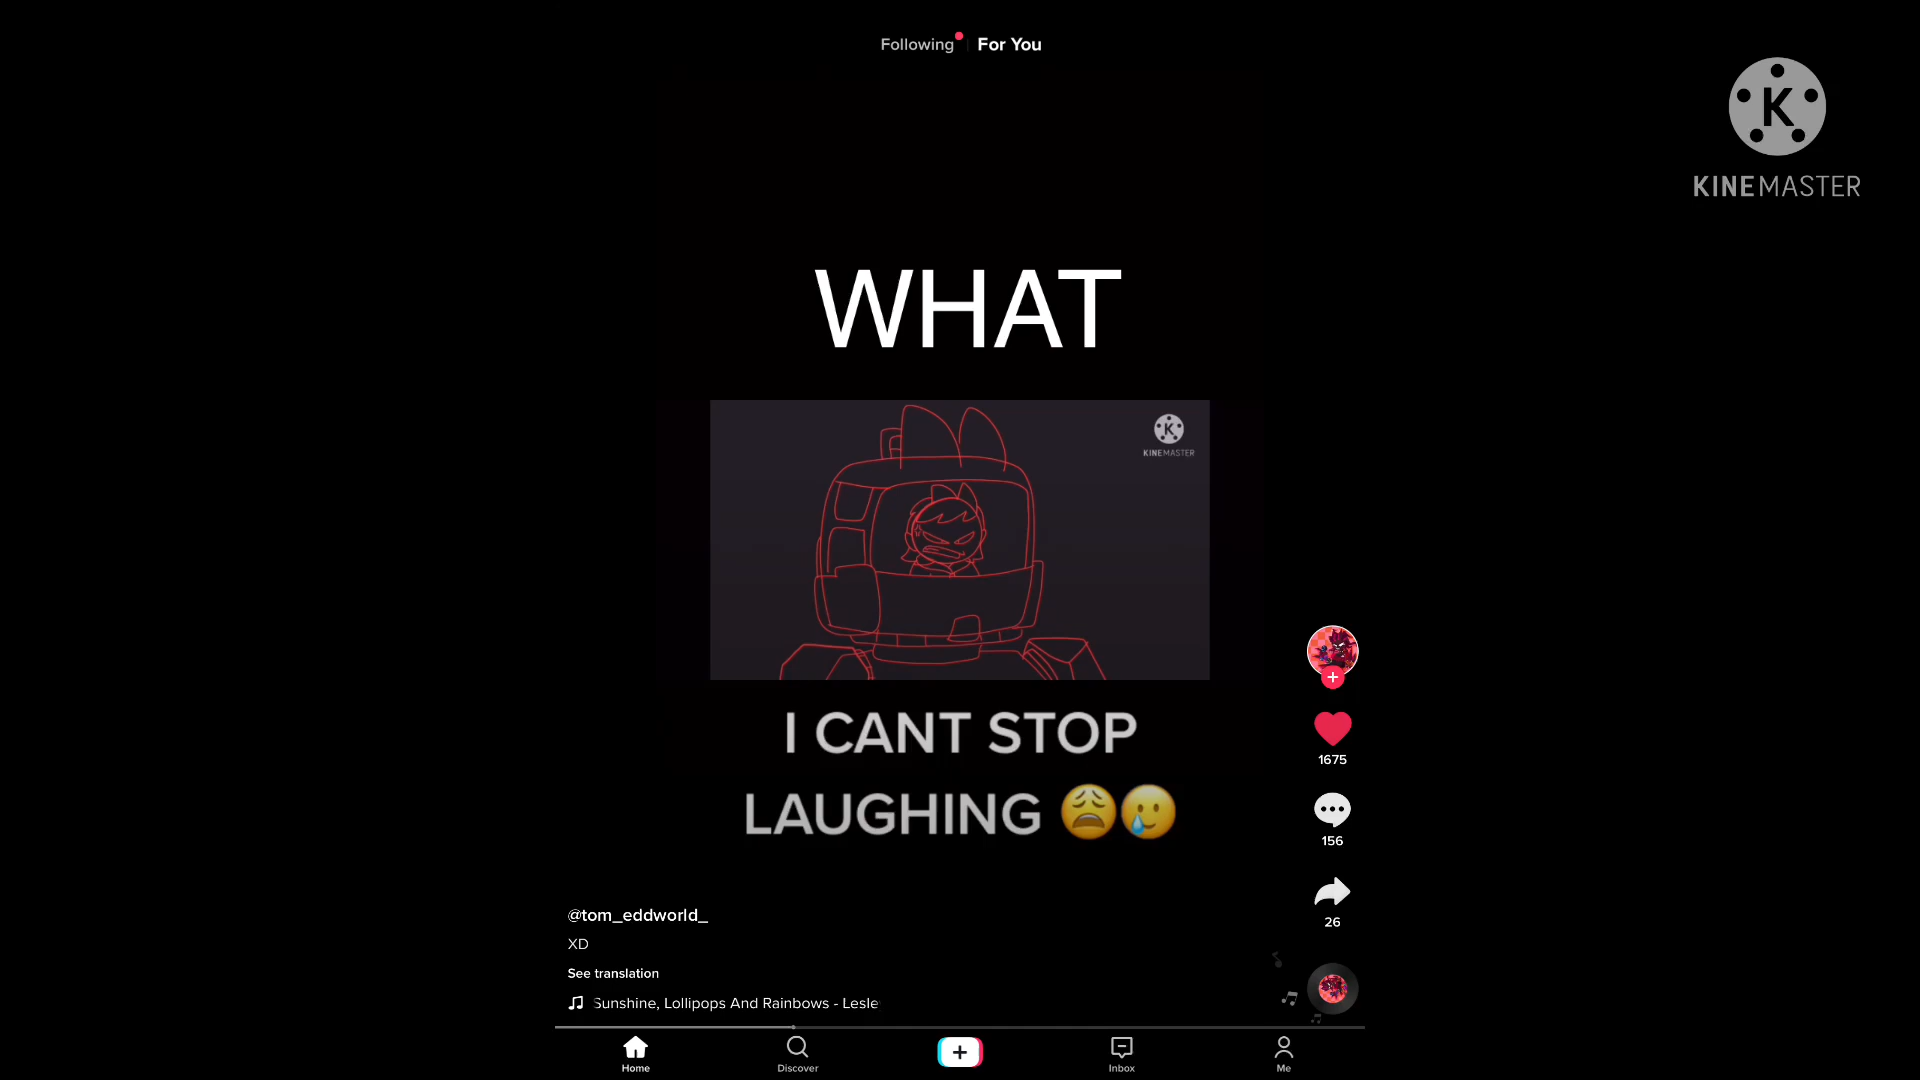 Following For You
K
KINEMASTER
WHAT
K
KINEMASTER
I CANT STOP
LAUGHING 😩🥲
1675
156
26
@tom_eddworld_
XD
See translation
Sunshine, Lollipops And Rainbows - Lesle
Home Discover Inbox Me